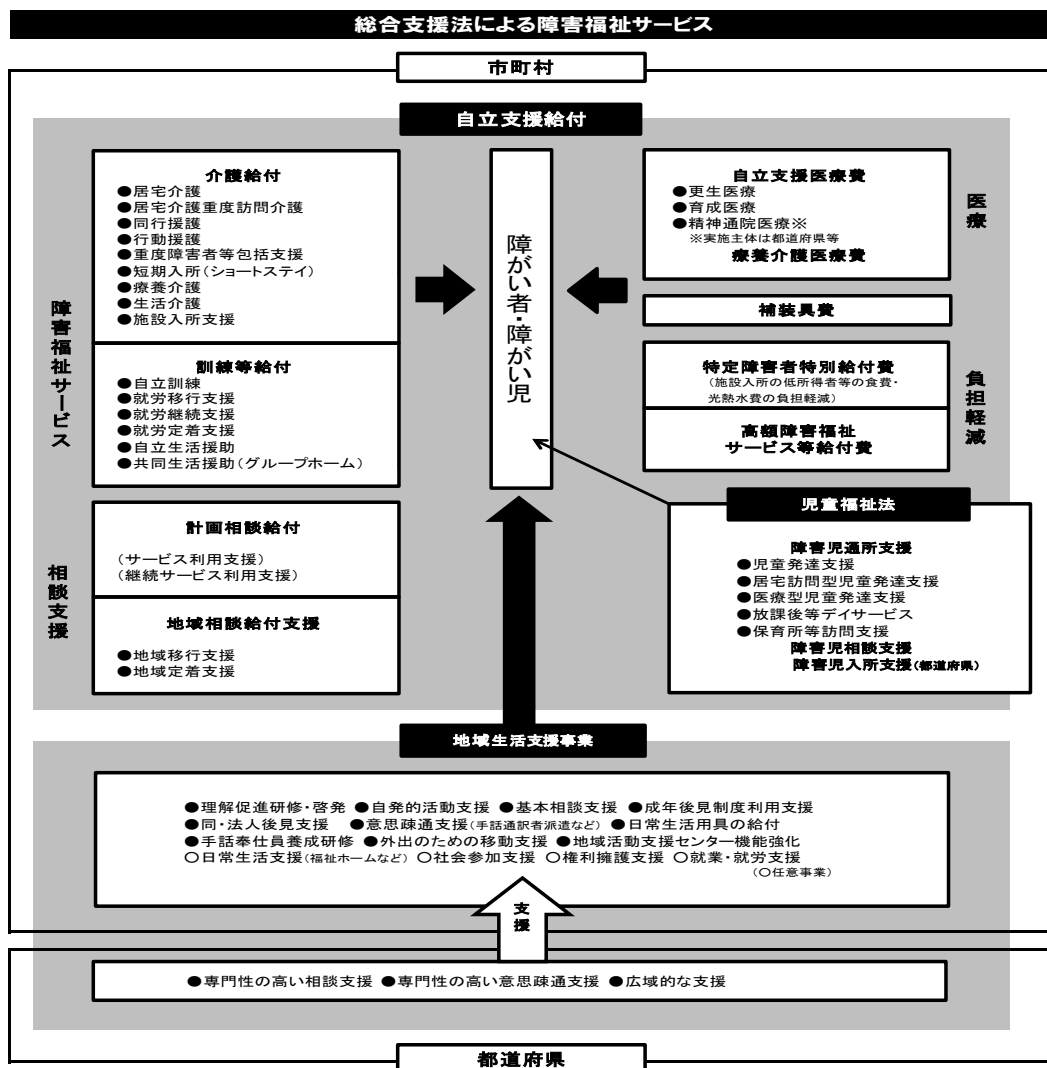 総合支援法による障害福祉サービス
市町村
自立支援給付
障害福祉サービス
介護給付
●居宅介護
●居宅介護重度訪問介護
●同行援護
●行動援護
●重度障害者等包括支援
●短期入所(ショートステイ)
●療養介護
●生活介護
●施設入所支援
訓練等給付
●自立訓練
●就労移行支援
●就労継続支援
●就労定着支援
●自立生活援助
●共同生活援助(グループホーム)
相談支援
計画相談給付
(サービス利用支援)
(継続サービス利用支援)
地域相談給付支援
●地域移行支援
●地域定着支援
障がい者・障がい児
自立支援医療費
●更生医療
●育成医療
●精神通院医療※
※実施主体は都道府県等
療養介護医療費
医療
補装具費
特定障害者特別給付費
(施設入所の低所得者等の食費・
光熱水費の負担軽減)
高額障害福祉
サービス等給付費
負担軽減
児童福祉法
障害児通所支援
●児童発達支援
●居宅訪問型児童発達支援
●医療型児童発達支援
●放課後等デイサービス
●保育所等訪問支援
障害児相談支援
障害児入所支援(都道府県)
地域生活支援事業
●理解促進研修・啓発 ●自発的活動支援 ●基本相談支援 ●成年後見制度利用支援
●同・法人後見支援 ●意思疎通支援(手話通訳者派遣など) ●日常生活用具の給付
●手話奉仕員養成研修 ●外出のための移動支援 ●地域活動支援センター機能強化
○日常生活支援(福祉ホームなど) ○社会参加支援 ○権利擁護支援 ○就業・就労支援
(○任意事業)
支援
●専門性の高い相談支援 ●専門性の高い意思疎通支援 ●広域的な支援
都道府県